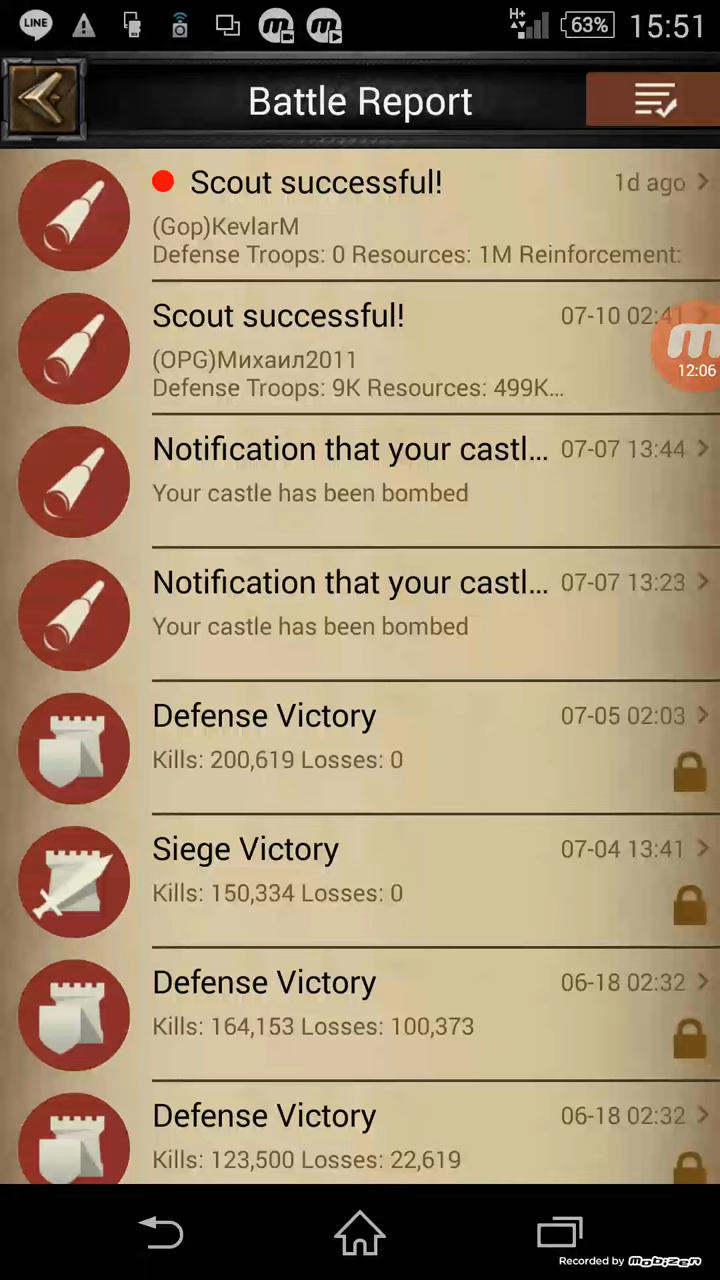 LINE
H+
63%
15:51
Battle Report
Scout successful!
1d ago
(Gop)KevlarM
Defense Troops: 0 Resources: 1M Reinforcement:
Scout successful!
07-10 02:41
(OPG)Михаил2011
Defense Troops: 9K Resources: 499K...
m
12:06
Notification that your castl...
07-07 13:44
Your castle has been bombed
Notification that your castl...
07-07 13:23
Your castle has been bombed
Defense Victory
07-05 02:03
Kills: 200,619 Losses: 0
Siege Victory
07-04 13:41
Kills: 150,334 Losses: 0
Defense Victory
06-18 02:32
Kills: 164,153 Losses: 100,373
Defense Victory
06-18 02:32
Kills: 123,500 Losses: 22,619
Recorded by mobizen